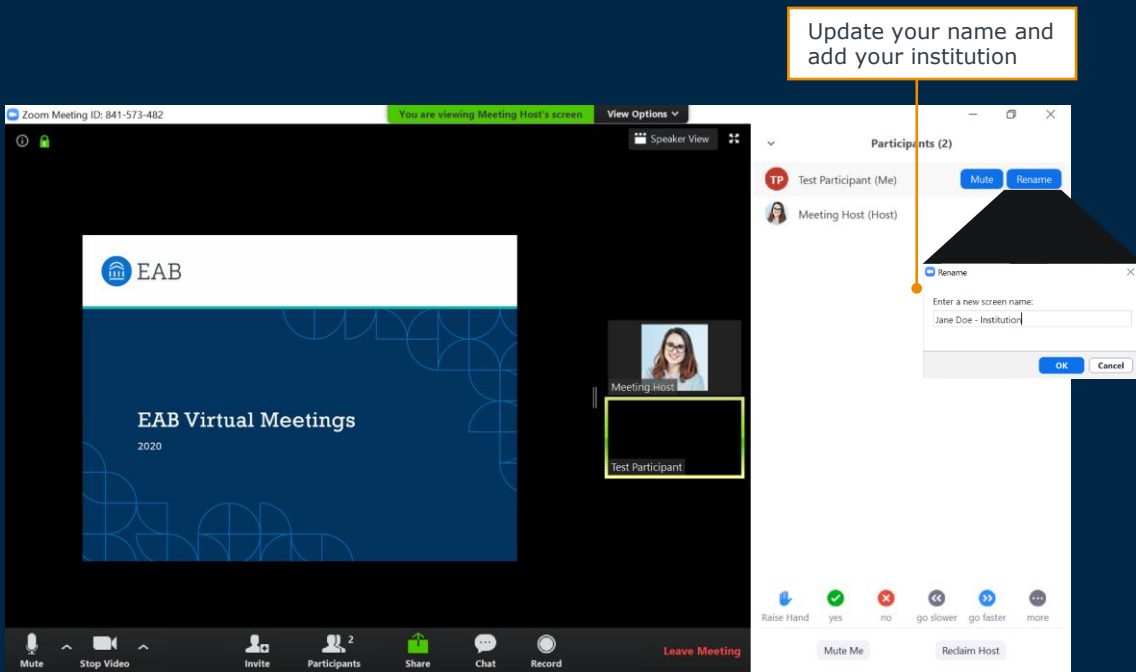 Update your name and
add your institution
Zoom Meeting ID: 841-573-482
You are viewing Meeting Host's screen
View Options
Speaker View
Participants (2)
TP
Test Participant (Me)
Mute
Rename
Meeting Host (Host)
Rename
Enter a new screen name:
Jane Doe - Institution
OK
Cancel
EAB
EAB Virtual Meetings
2020
Meeting Host
Test Participant
Raise Hand
yes
no
go slower
go faster
more
Mute Me
Reclaim Host
Mute
Stop Video
Invite
2
Participants
Share
Chat
Record
Leave Meeting